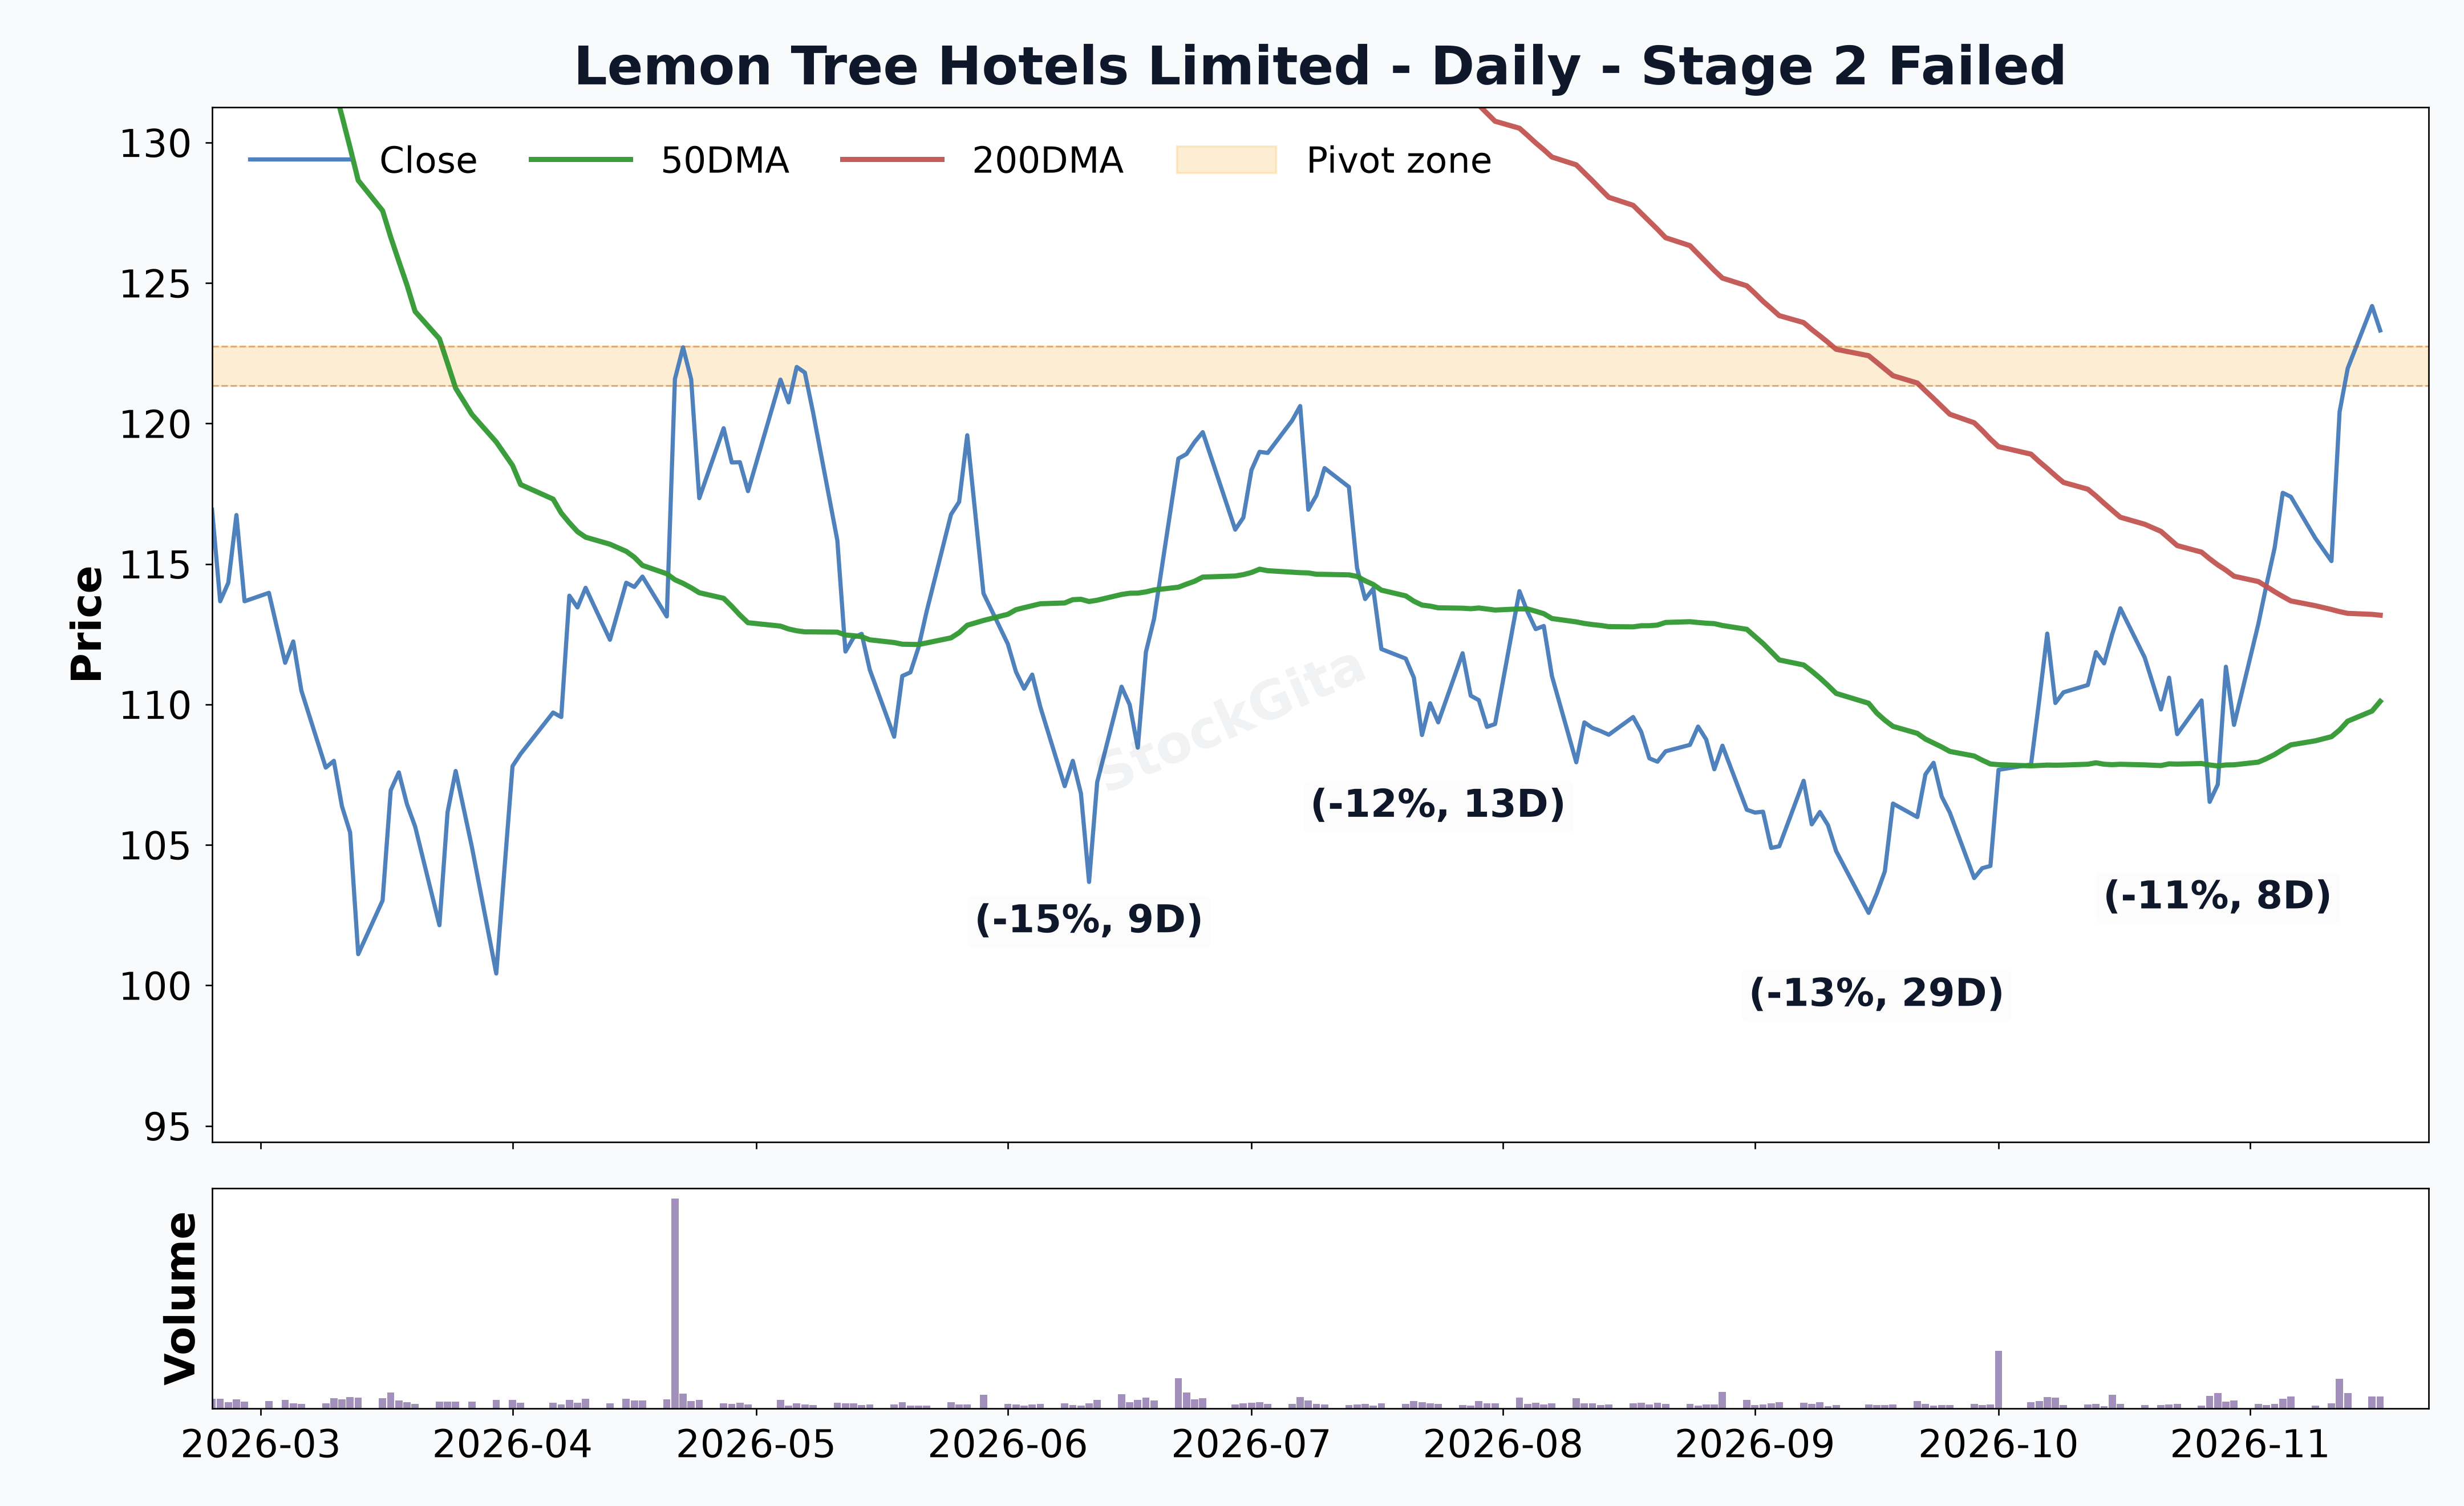 Lemon Tree Hotels Limited - Daily - Stage 2 Failed
Close 50DMA 200DMA Pivot zone
130
125
120
115
110
105
100
95
Price
StockGita
(-12%, 13D)
(-15%, 9D)
(-11%, 8D)
(-13%, 29D)
Volume
2026-03 2026-04 2026-05 2026-06 2026-07 2026-08 2026-09 2026-10 2026-11